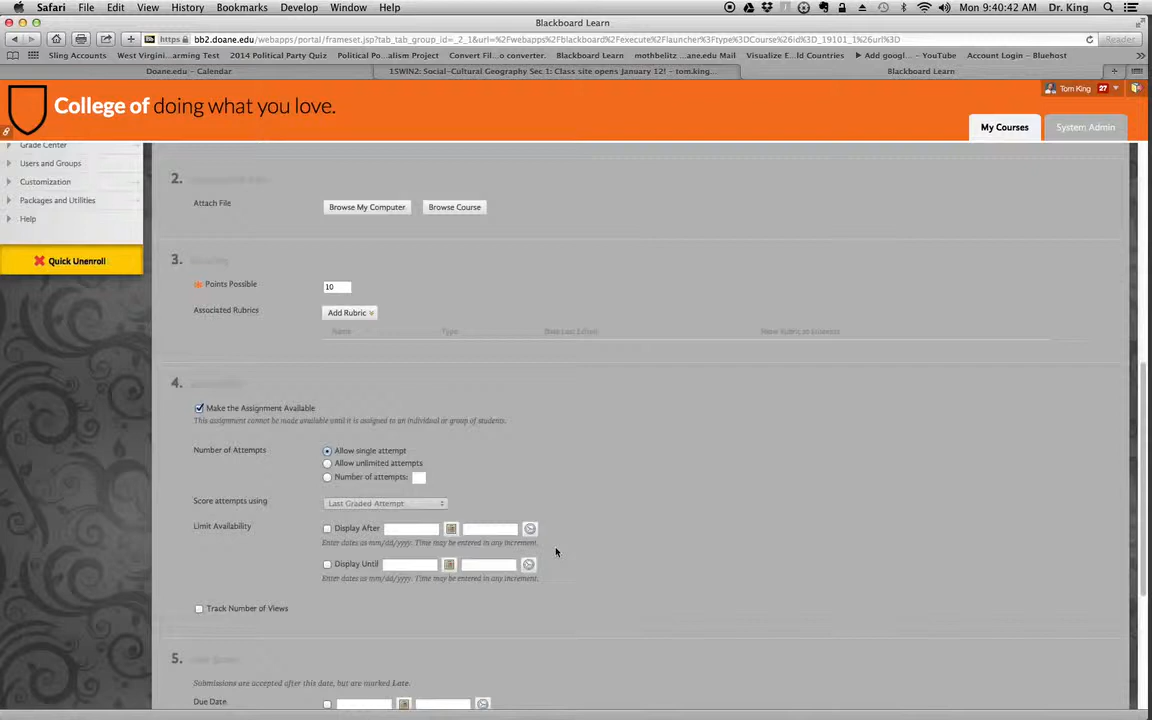 Safari File Edit View History Bookmarks Develop Window Help Mon 9:40:42 AM Dr. King
Blackboard Learn
https bb2.doane.edu/webapps/portal/frameset.jsp?tab_tab_group_id=_2_1&url=%2Fwebapps%2Fblackboard%2Fexecute%2Flauncher%3Ftype%3DCourse%26id%3D_19101_1%26url%3D Reader
Sling Accounts West Virgini...arming Test 2014 Political Party Quiz Political Po...alism Project Convert Fil...o Converter. Blackboard Learn mothbelitz...ane.edu Mail Visualize E...ld Countries Add googl... - YouTube Account Login - Bluehost
Doane.edu - Calendar 15WIN2: Social-Cultural Geography Sec 1: Class site opens January 12! - tom.king... Blackboard Learn
College of doing what you love.
Tom King 27
My Courses System Admin
Grade Center
Users and Groups
Customization
Packages and Utilities
Help
Quick Unenroll
2.
Attach File Browse My Computer Browse Course
3.
Points Possible 10
Associated Rubrics Add Rubric
Name Type Date Last Edited
4.
Make the Assignment Available
This assignment cannot be made available until it is assigned to an individual or group of students.
Number of Attempts Allow single attempt
Allow unlimited attempts
Number of attempts:
Score attempts using Last Graded Attempt
Limit Availability Display After
Enter dates as mm/dd/yyyy. Time may be entered in any increment.
Display Until
Enter dates as mm/dd/yyyy. Time may be entered in any increment.
Track Number of Views
5.
Submissions are accepted after this date, but are marked Late.
Due Date